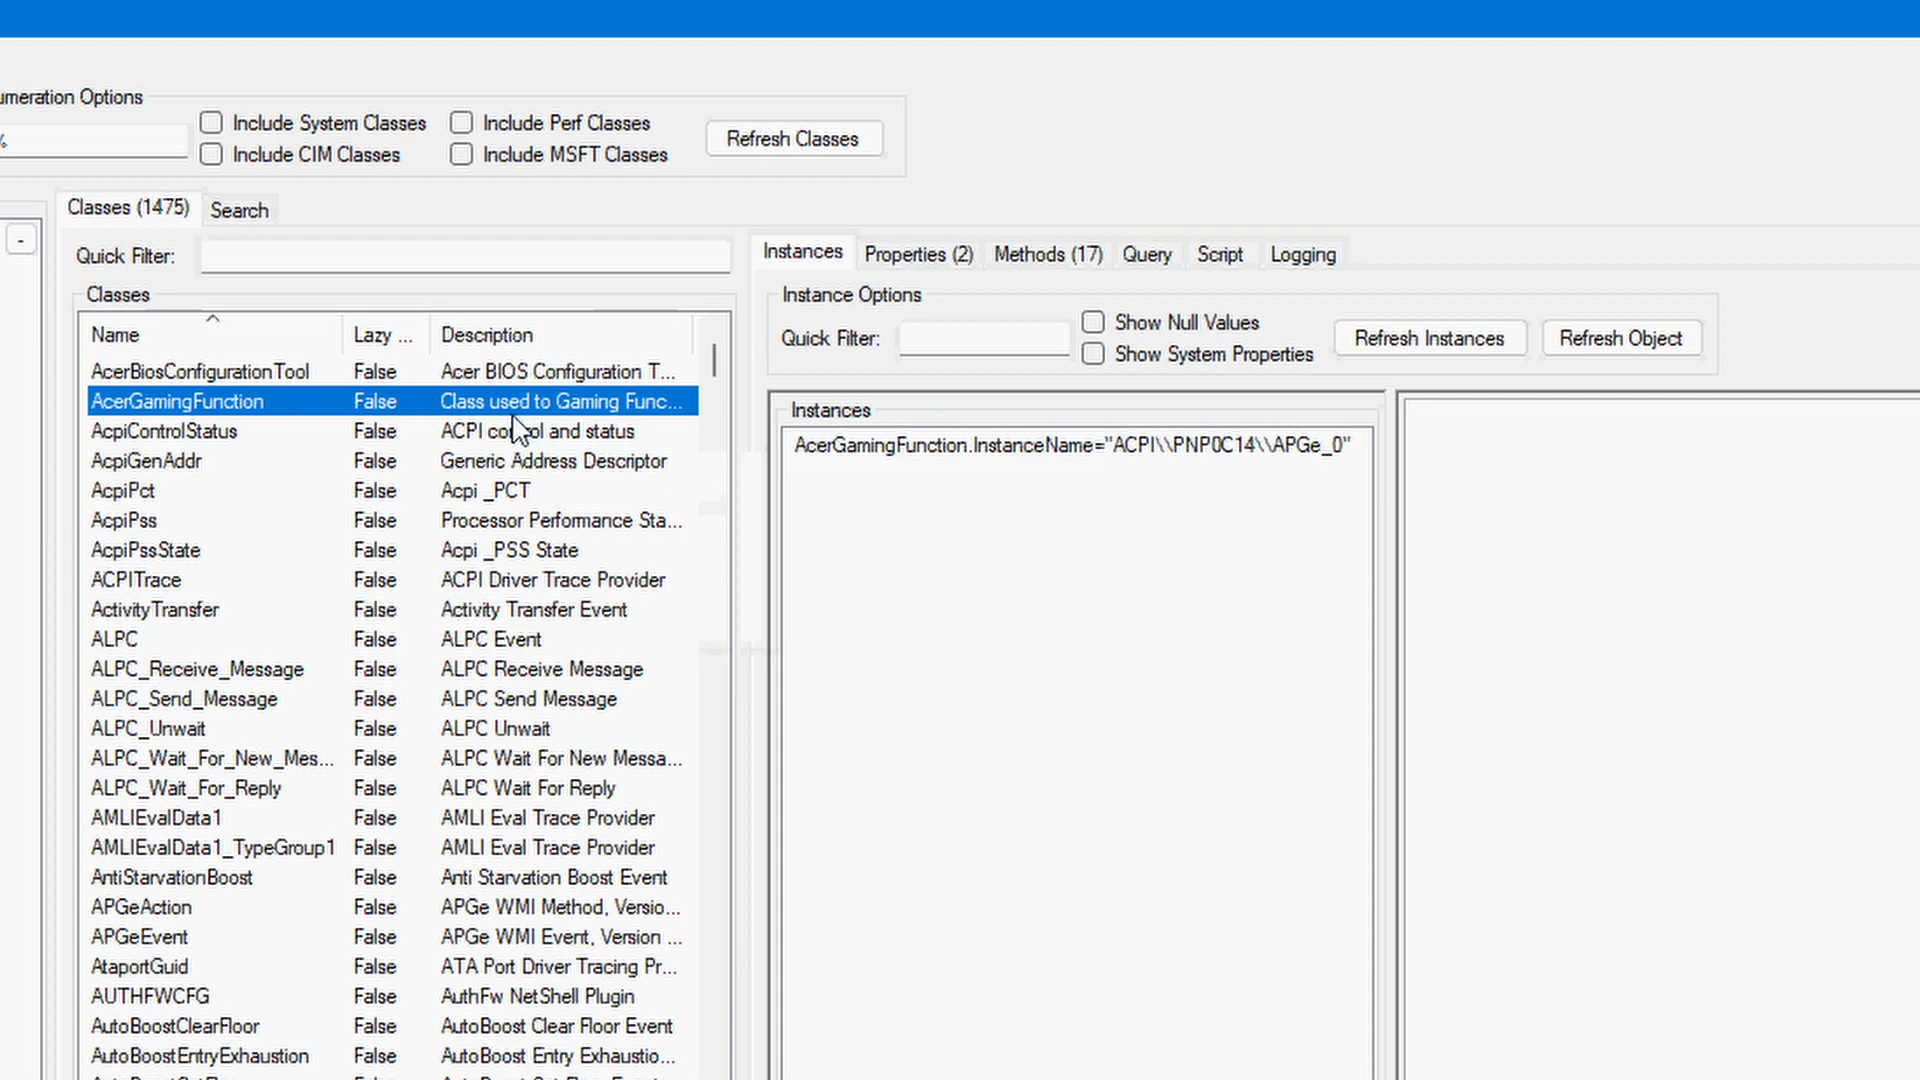 umeration Options
%
Include System Classes
Include Perf Classes
Include CIM Classes
Include MSFT Classes
Refresh Classes
Classes (1475)
Search
-
Quick Filter:
Classes
Name Lazy ... Description
AcerBiosConfigurationTool False Acer BIOS Configuration T...
AcerGamingFunction False Class used to Gaming Func...
AcpiControlStatus False ACPI control and status
AcpiGenAddr False Generic Address Descriptor
AcpiPct False Acpi _PCT
AcpiPss False Processor Performance Sta...
AcpiPssState False Acpi _PSS State
ACPITrace False ACPI Driver Trace Provider
ActivityTransfer False Activity Transfer Event
ALPC False ALPC Event
ALPC_Receive_Message False ALPC Receive Message
ALPC_Send_Message False ALPC Send Message
ALPC_Unwait False ALPC Unwait
ALPC_Wait_For_New_Mes... False ALPC Wait For New Messa...
ALPC_Wait_For_Reply False ALPC Wait For Reply
AMLIEvalData1 False AMLI Eval Trace Provider
AMLIEvalData1_TypeGroup1 False AMLI Eval Trace Provider
AntiStarvationBoost False Anti Starvation Boost Event
APGeAction False APGe WMI Method, Versio...
APGeEvent False APGe WMI Event, Version ...
AtaportGuid False ATA Port Driver Tracing Pr...
AUTHFWCFG False AuthFw NetShell Plugin
AutoBoostClearFloor False AutoBoost Clear Floor Event
AutoBoostEntryExhaustion False AutoBoost Entry Exhaustio...
Instances
Properties (2)
Methods (17)
Query
Script
Logging
Instance Options
Quick Filter:
Show Null Values
Show System Properties
Refresh Instances
Refresh Object
Instances
AcerGamingFunction.InstanceName="ACPI\\PNP0C14\\APGe_0"